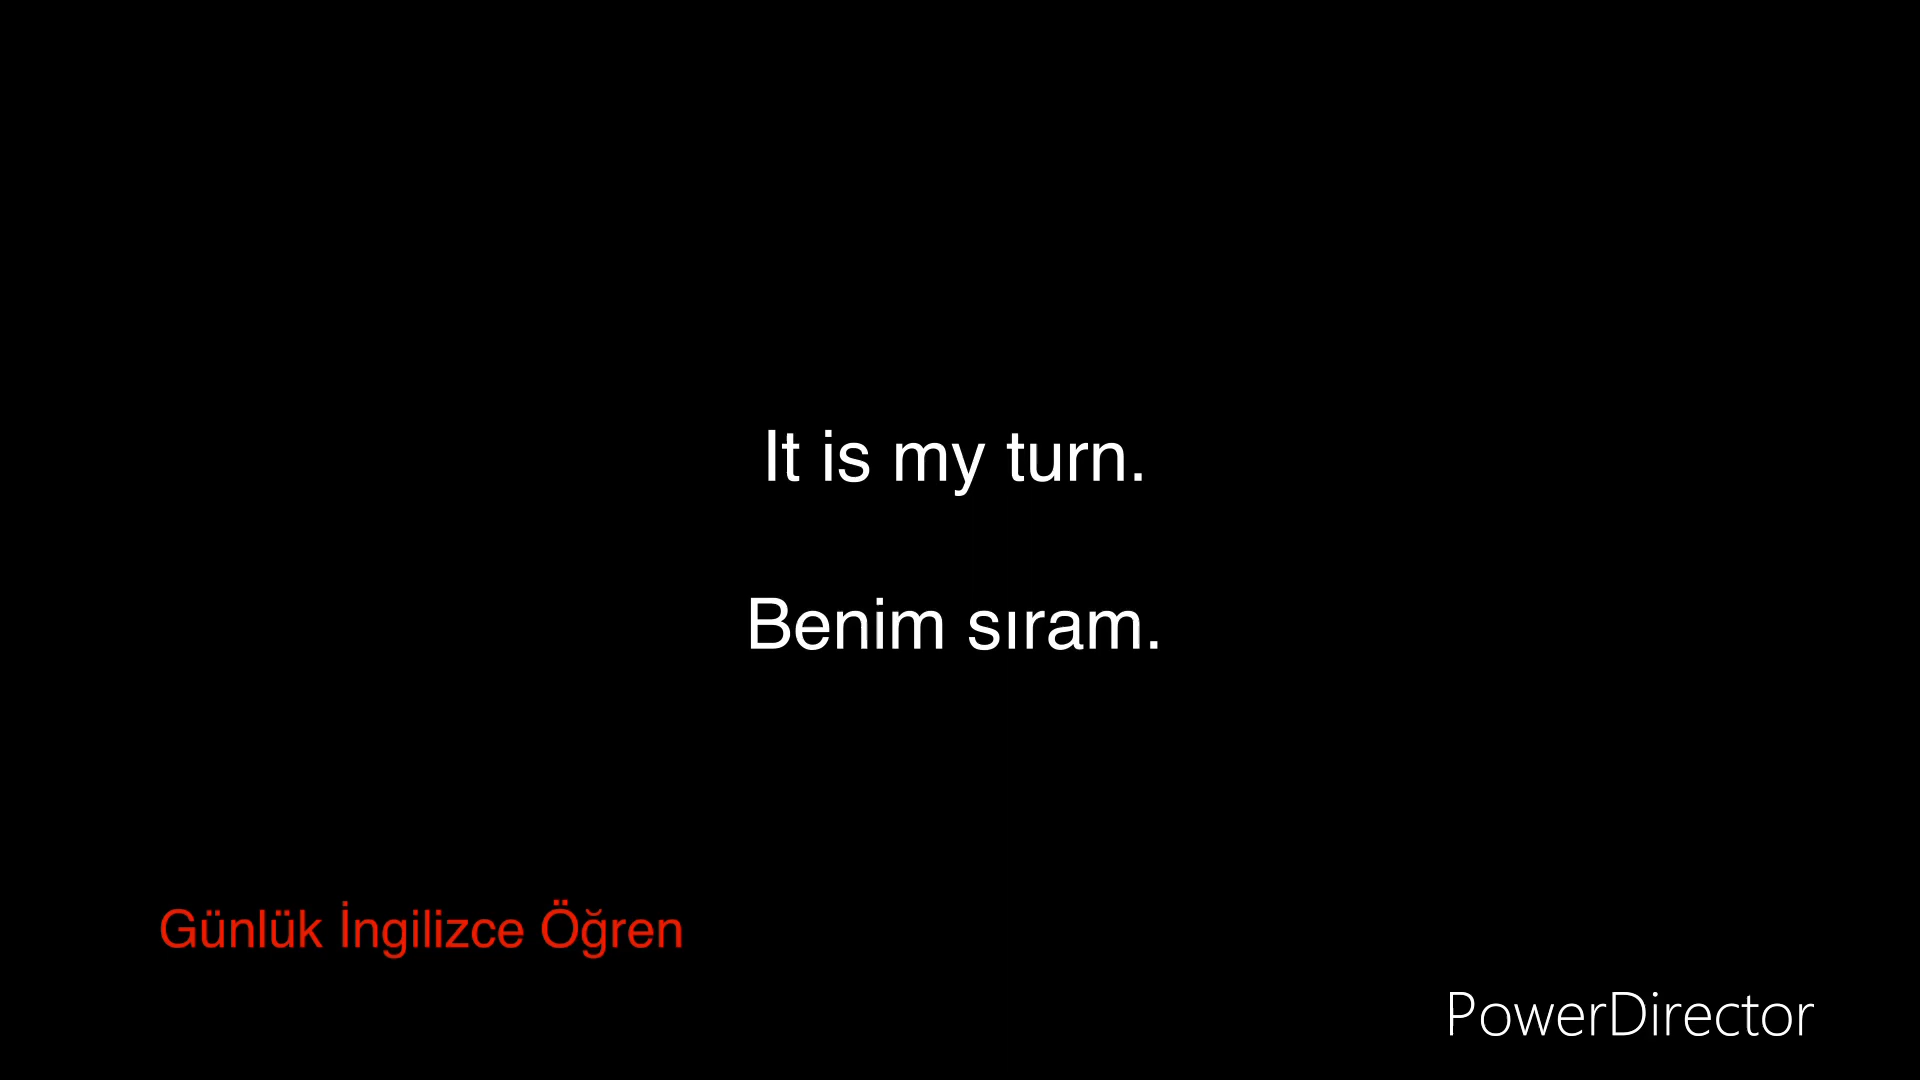 It is my turn.
Benim sıram.
Günlük İngilizce Öğren
PowerDirector